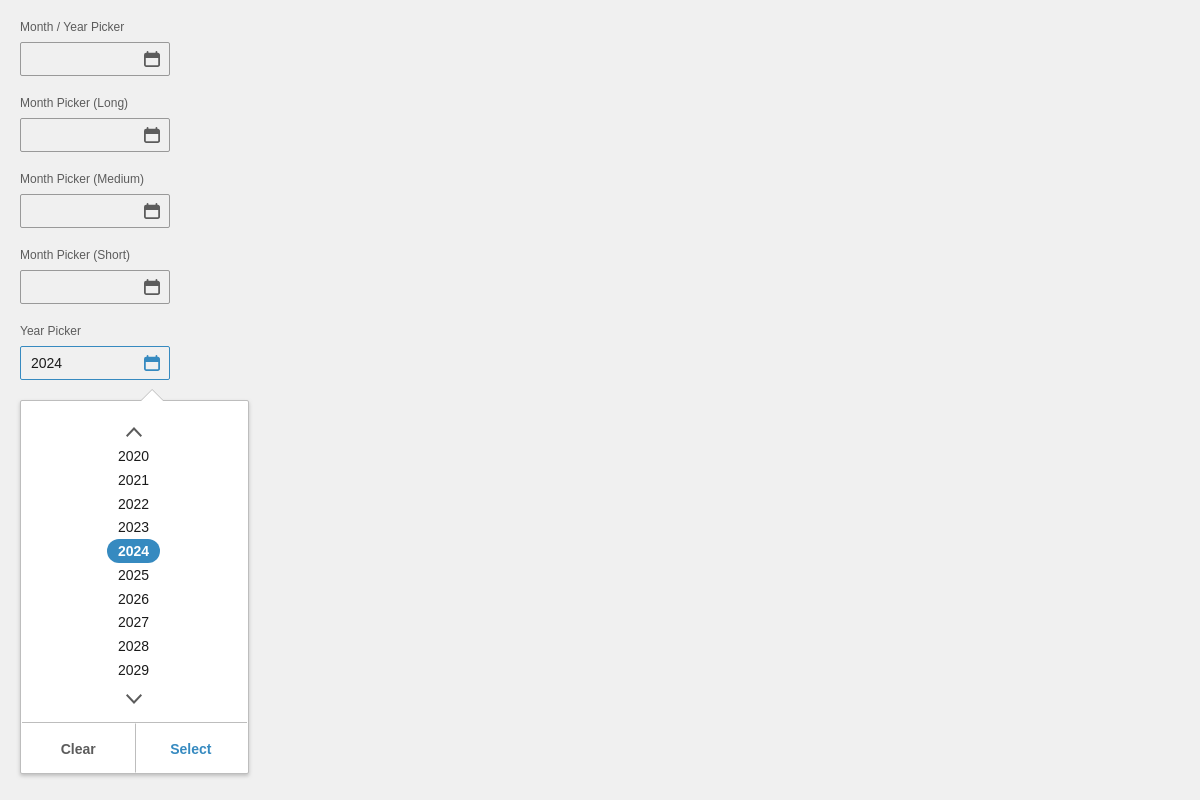 Month / Year Picker
Month Picker (Long)
Month Picker (Medium)
Month Picker (Short)
Year Picker
2024
2020
2021
2022
2023
2024
2025
2026
2027
2028
2029
Clear Select